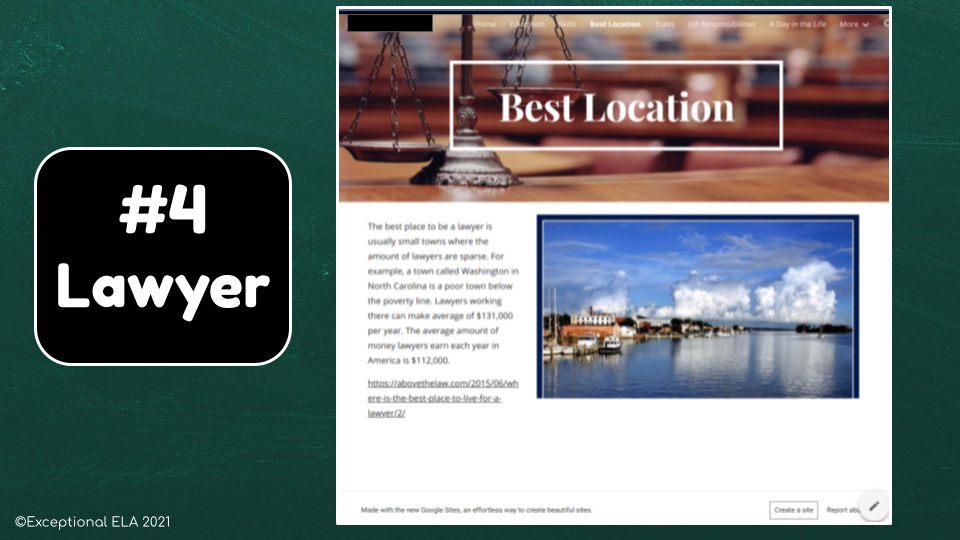 #4
Lawyer
Home Education Skills Best Location Traits Job Responsibilities A Day in the Life More
Best Location
The best place to be a lawyer is
usually small towns where the
amount of lawyers are sparse. For
example, a town called Washington in
North Carolina is a poor town below
the poverty line. Lawyers working
there can make average of $131,000
per year. The average amount of
money lawyers earn each year in
America is $112,000.
https://abovethelaw.com/2015/06/wh
ere-is-the-best-place-to-live-for-a-
lawyer/2/
Made with the new Google Sites, an effortless way to create beautiful sites.
Create a site
Report
©Exceptional ELA 2021